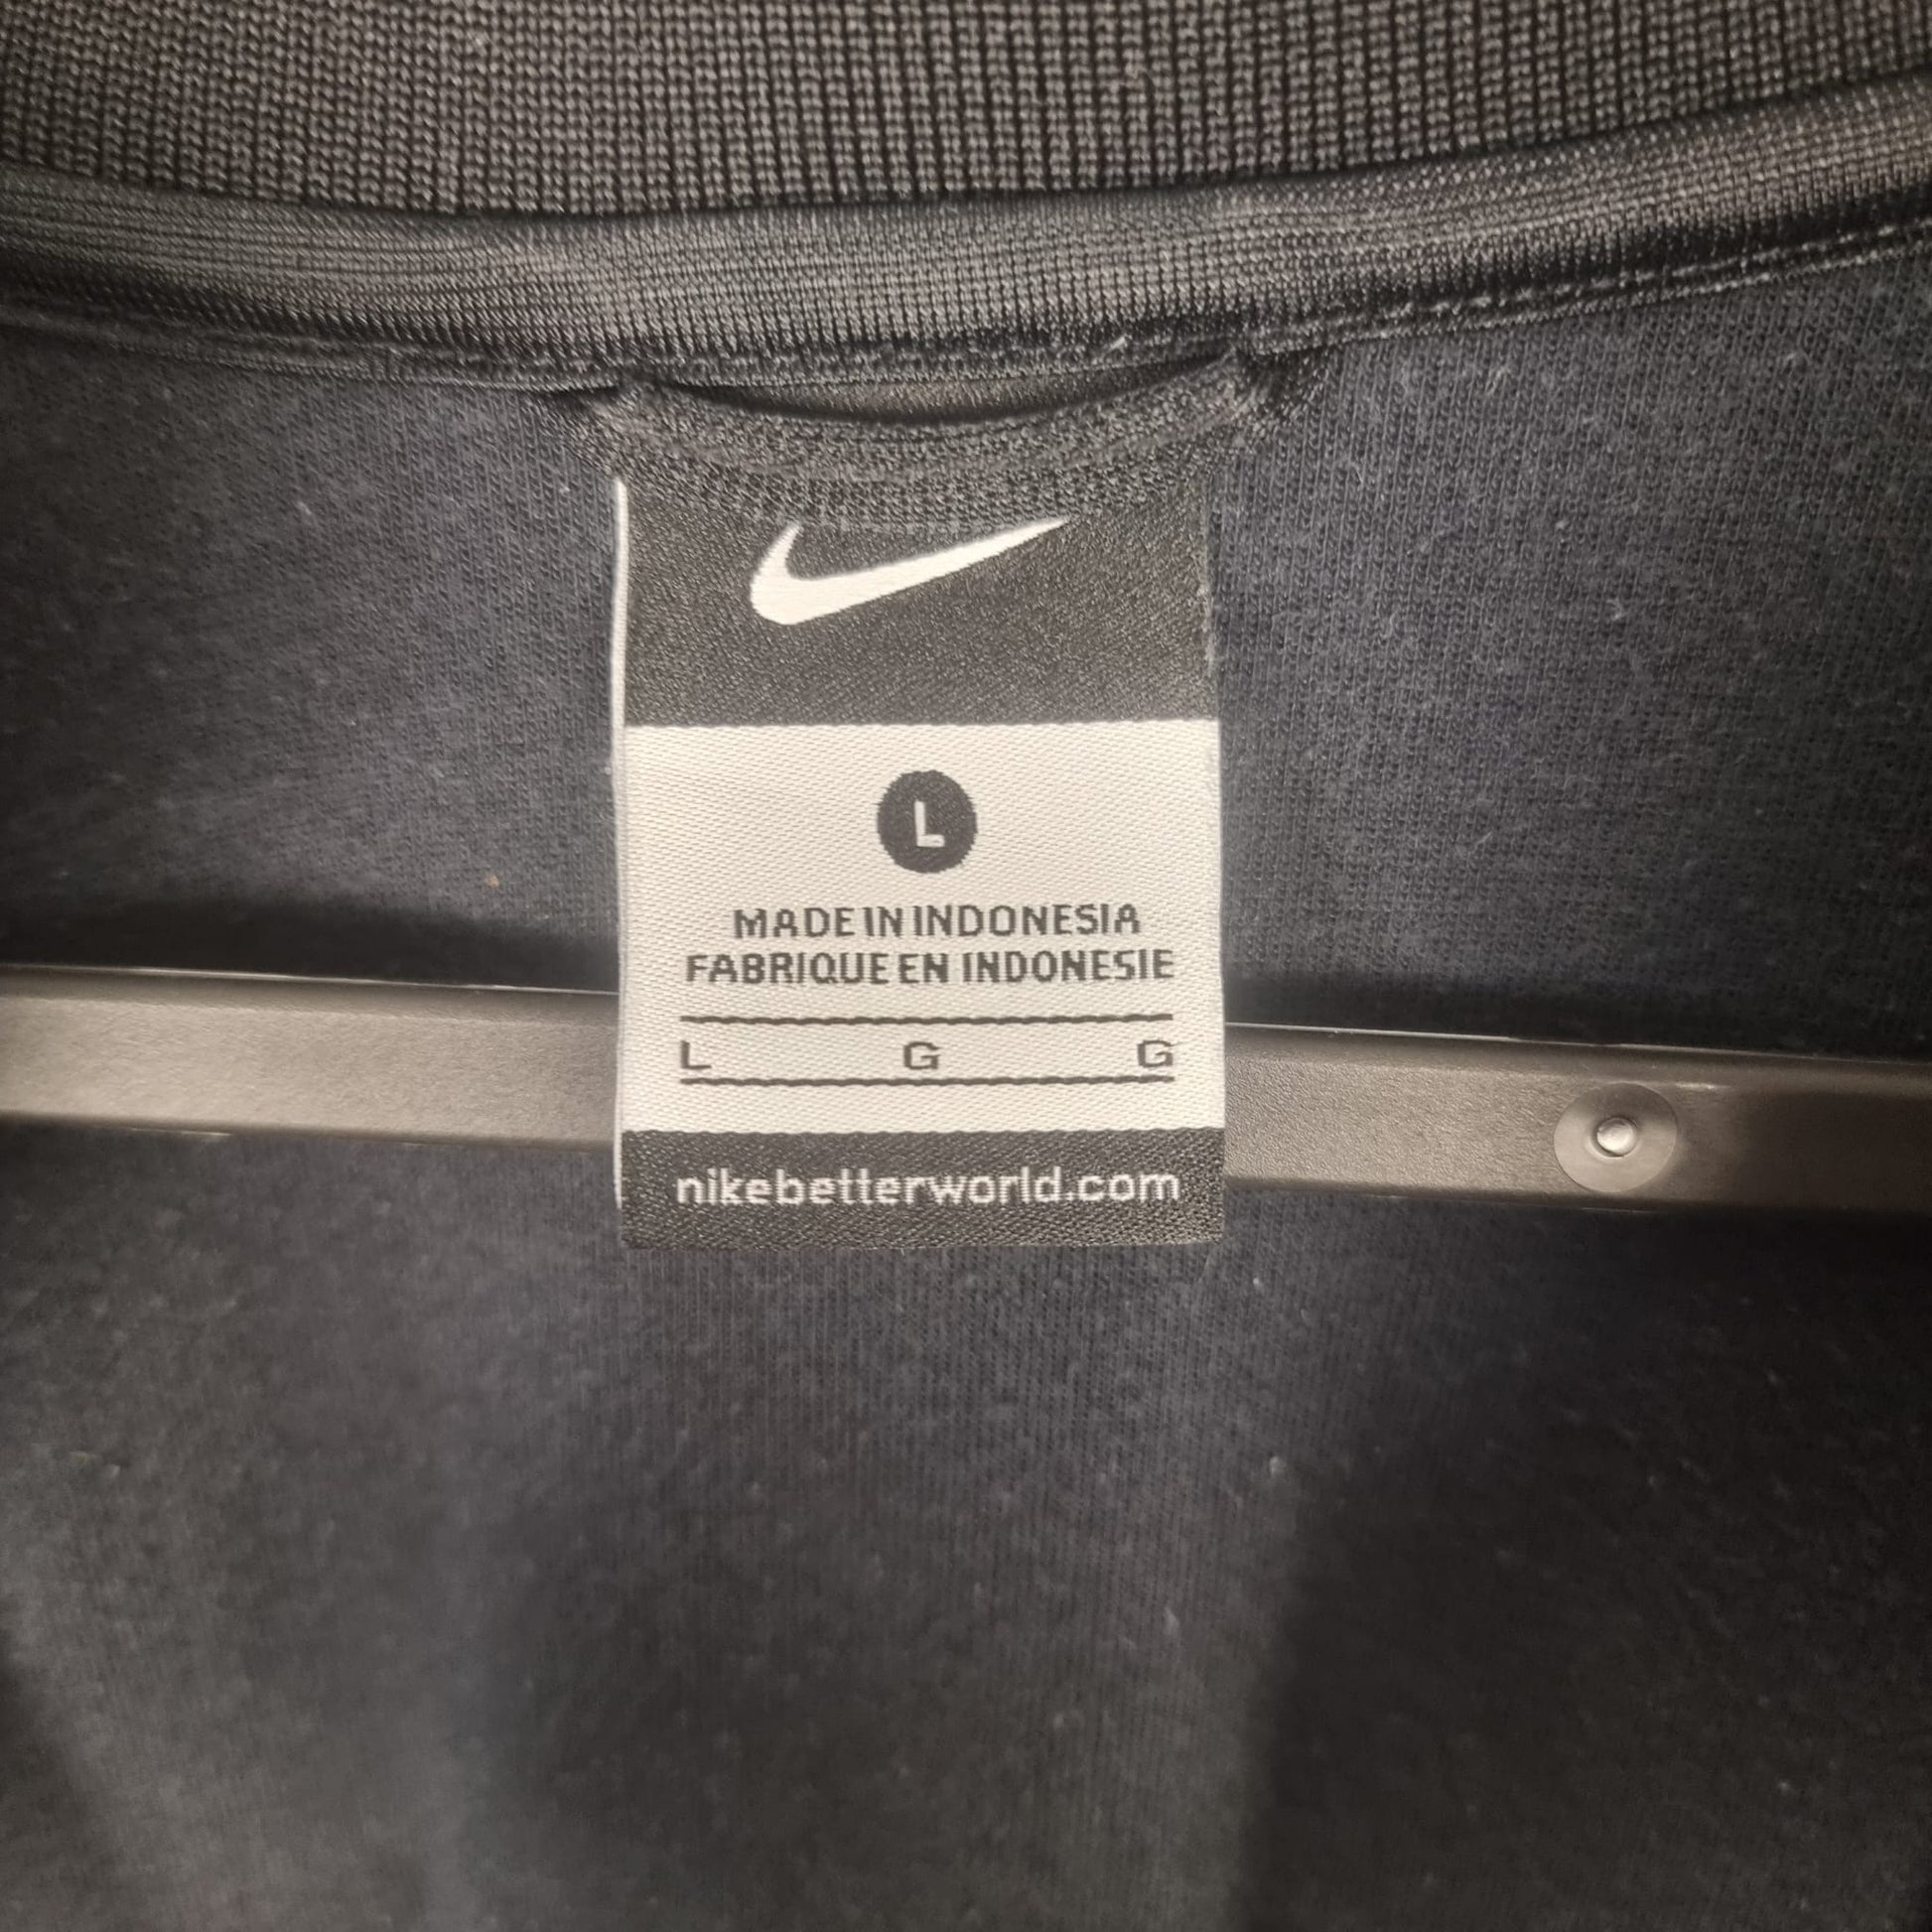 L
MADE IN INDONESIA
FABRIQUE EN INDONESIE
L G G
nikebetterworld.com